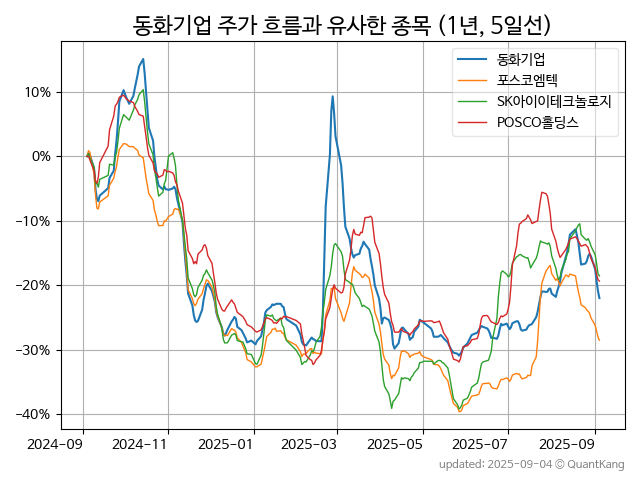 동화기업 주가 흐름과 유사한 종목 (1년, 5일선)
동화기업
포스코엠텍
SK아이이테크놀로지
POSCO홀딩스
10%
0%
−10%
−20%
−30%
−40%
2024−09 2024−11 2025−01 2025−03 2025−05 2025−07 2025−09
updated: 2025-09-04 @ QuantKang